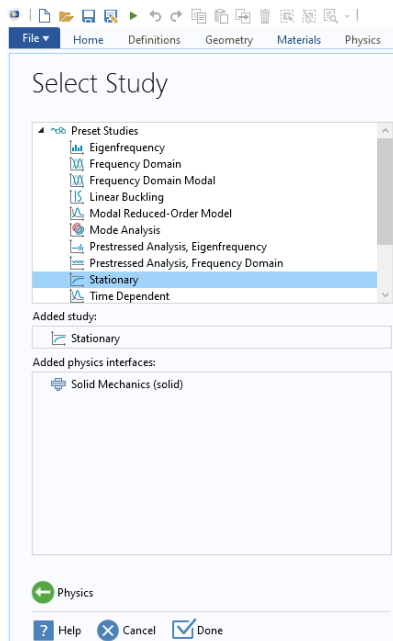 File Home Definitions Geometry Materials Physics
Select Study
Preset Studies
Eigenfrequency
Frequency Domain
Frequency Domain Modal
Linear Buckling
Modal Reduced-Order Model
Mode Analysis
Prestressed Analysis, Eigenfrequency
Prestressed Analysis, Frequency Domain
Stationary
Time Dependent
Added study:
Stationary
Added physics interfaces:
Solid Mechanics (solid)
Physics
? Help Cancel Done